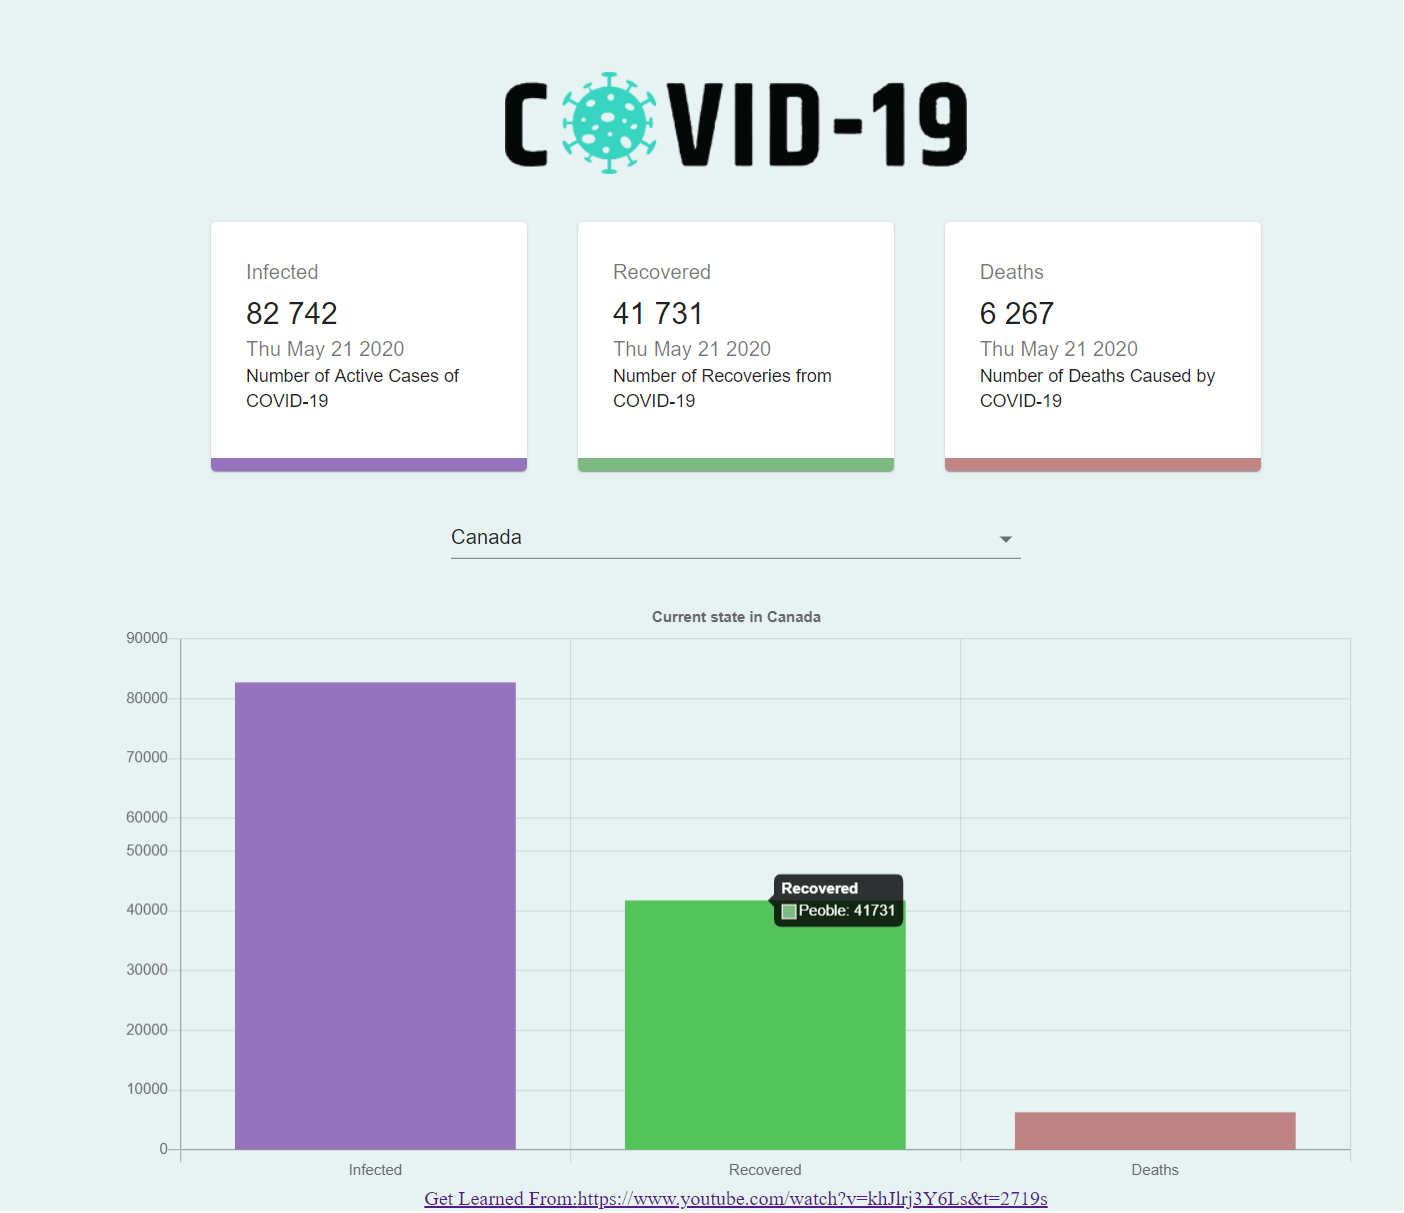 COVID-19
Infected
82 742
Thu May 21 2020
Number of Active Cases of
COVID-19
Recovered
41 731
Thu May 21 2020
Number of Recoveries from
COVID-19
Deaths
6 267
Thu May 21 2020
Number of Deaths Caused by
COVID-19
Canada
Current state in Canada
90000
80000
70000
60000
50000
40000
30000
20000
10000
0
Recovered
Peoble: 41731
Infected
Recovered
Deaths
Get Learned From:https://www.youtube.com/watch?v=khJlrj3Y6Ls&t=2719s